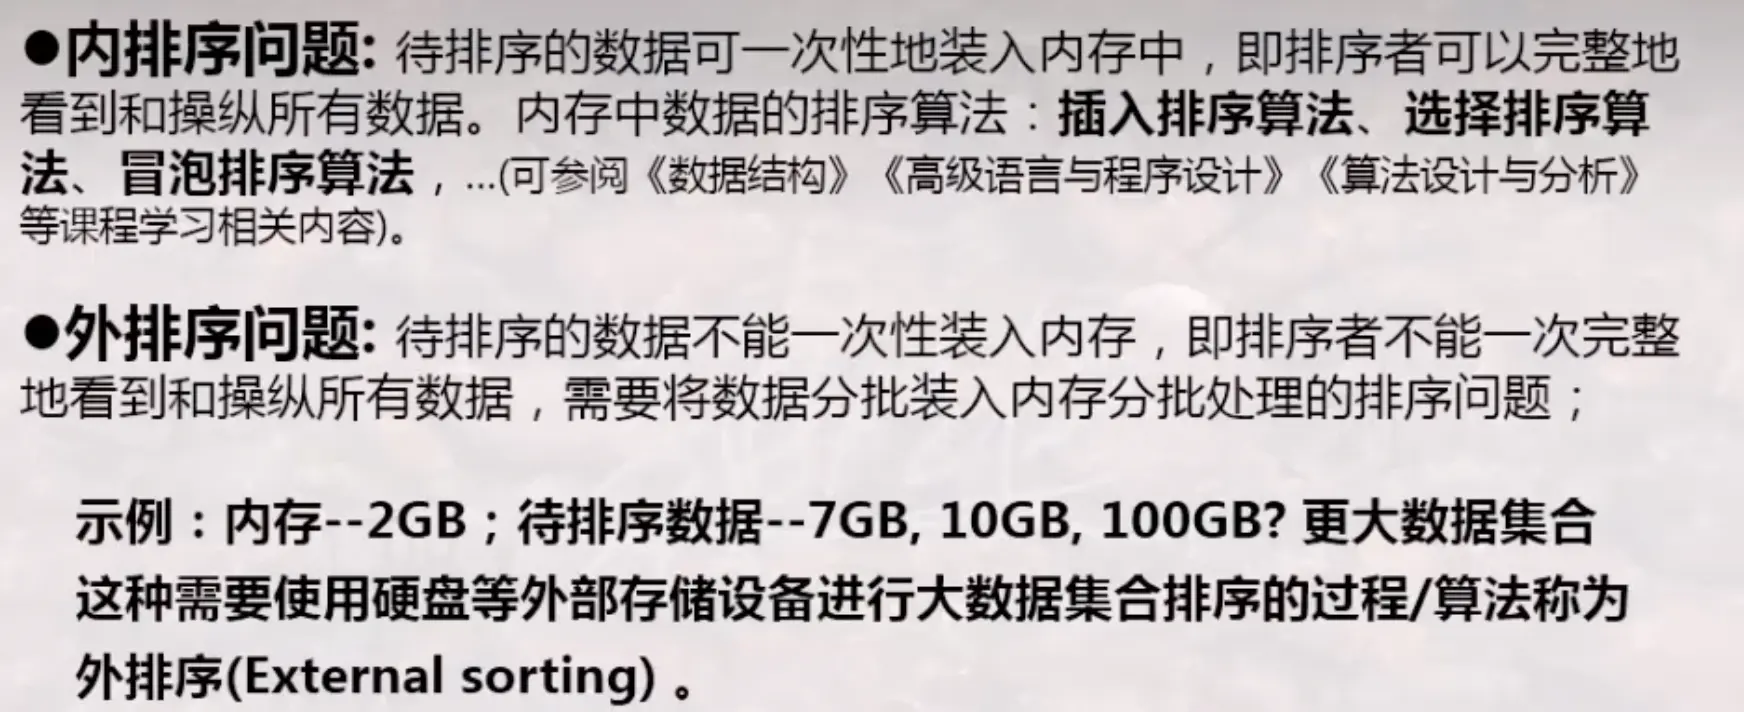 ●内排序问题: 待排序的数据可一次性地装入内存中，即排序者可以完整地
看到和操纵所有数据。内存中数据的排序算法：插入排序算法、选择排序算
法、冒泡排序算法，...(可参阅《数据结构》《高级语言与程序设计》《算法设计与分析》
等课程学习相关内容)。
●外排序问题: 待排序的数据不能一次性装入内存，即排序者不能一次完整
地看到和操纵所有数据，需要将数据分批装入内存分批处理的排序问题；
示例：内存--2GB；待排序数据--7GB, 10GB, 100GB? 更大数据集合
这种需要使用硬盘等外部存储设备进行大数据集合排序的过程/算法称为
外排序(External sorting) 。